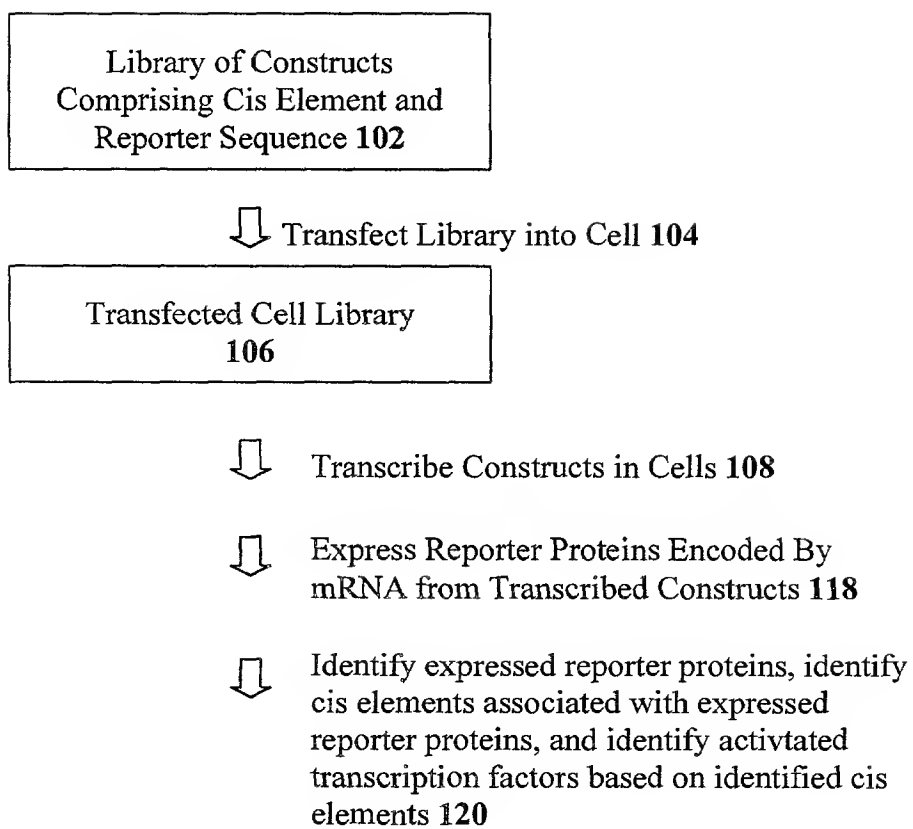 Library of Constructs
Comprising Cis Element and
Reporter Sequence 102
Transfect Library into Cell 104
Transfected Cell Library
106
Transcribe Constructs in Cells 108
Express Reporter Proteins Encoded By
mRNA from Transcribed Constructs 118
Identify expressed reporter proteins, identify
cis elements associated with expressed
reporter proteins, and identify activtated
transcription factors based on identified cis
elements 120